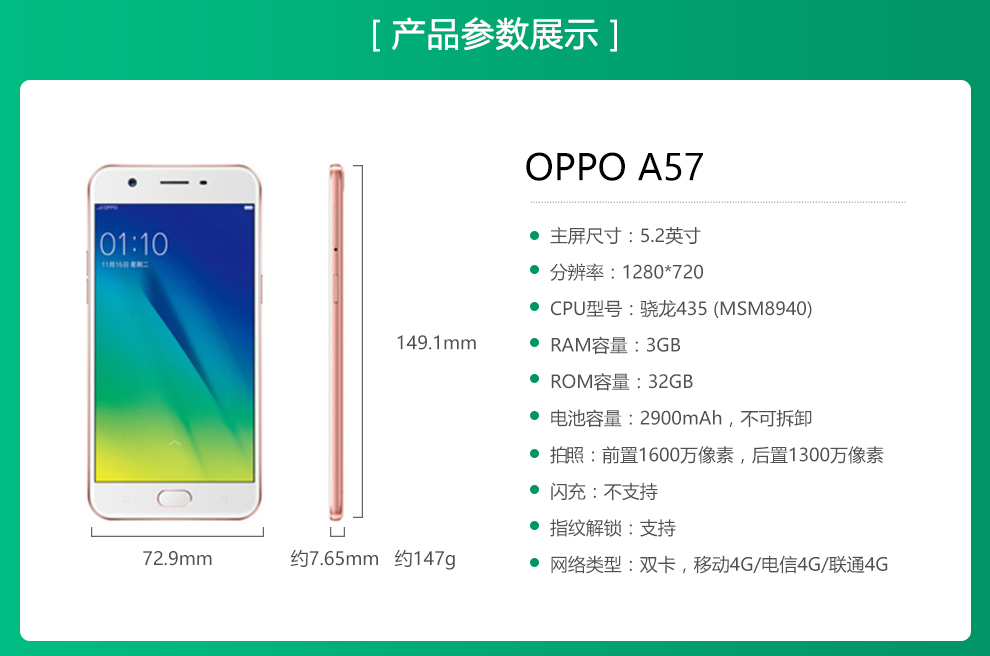 [ 产品参数展示 ]
OPPO A57
主屏尺寸：5.2英寸
分辨率：1280*720
CPU型号：骁龙435 (MSM8940)
RAM容量：3GB
ROM容量：32GB
电池容量：2900mAh，不可拆卸
拍照：前置1600万像素，后置1300万像素
闪充：不支持
指纹解锁：支持
网络类型：双卡，移动4G/电信4G/联通4G
OPPO
01:10
11月15日 星期二
149.1mm
72.9mm
约7.65mm 约147g